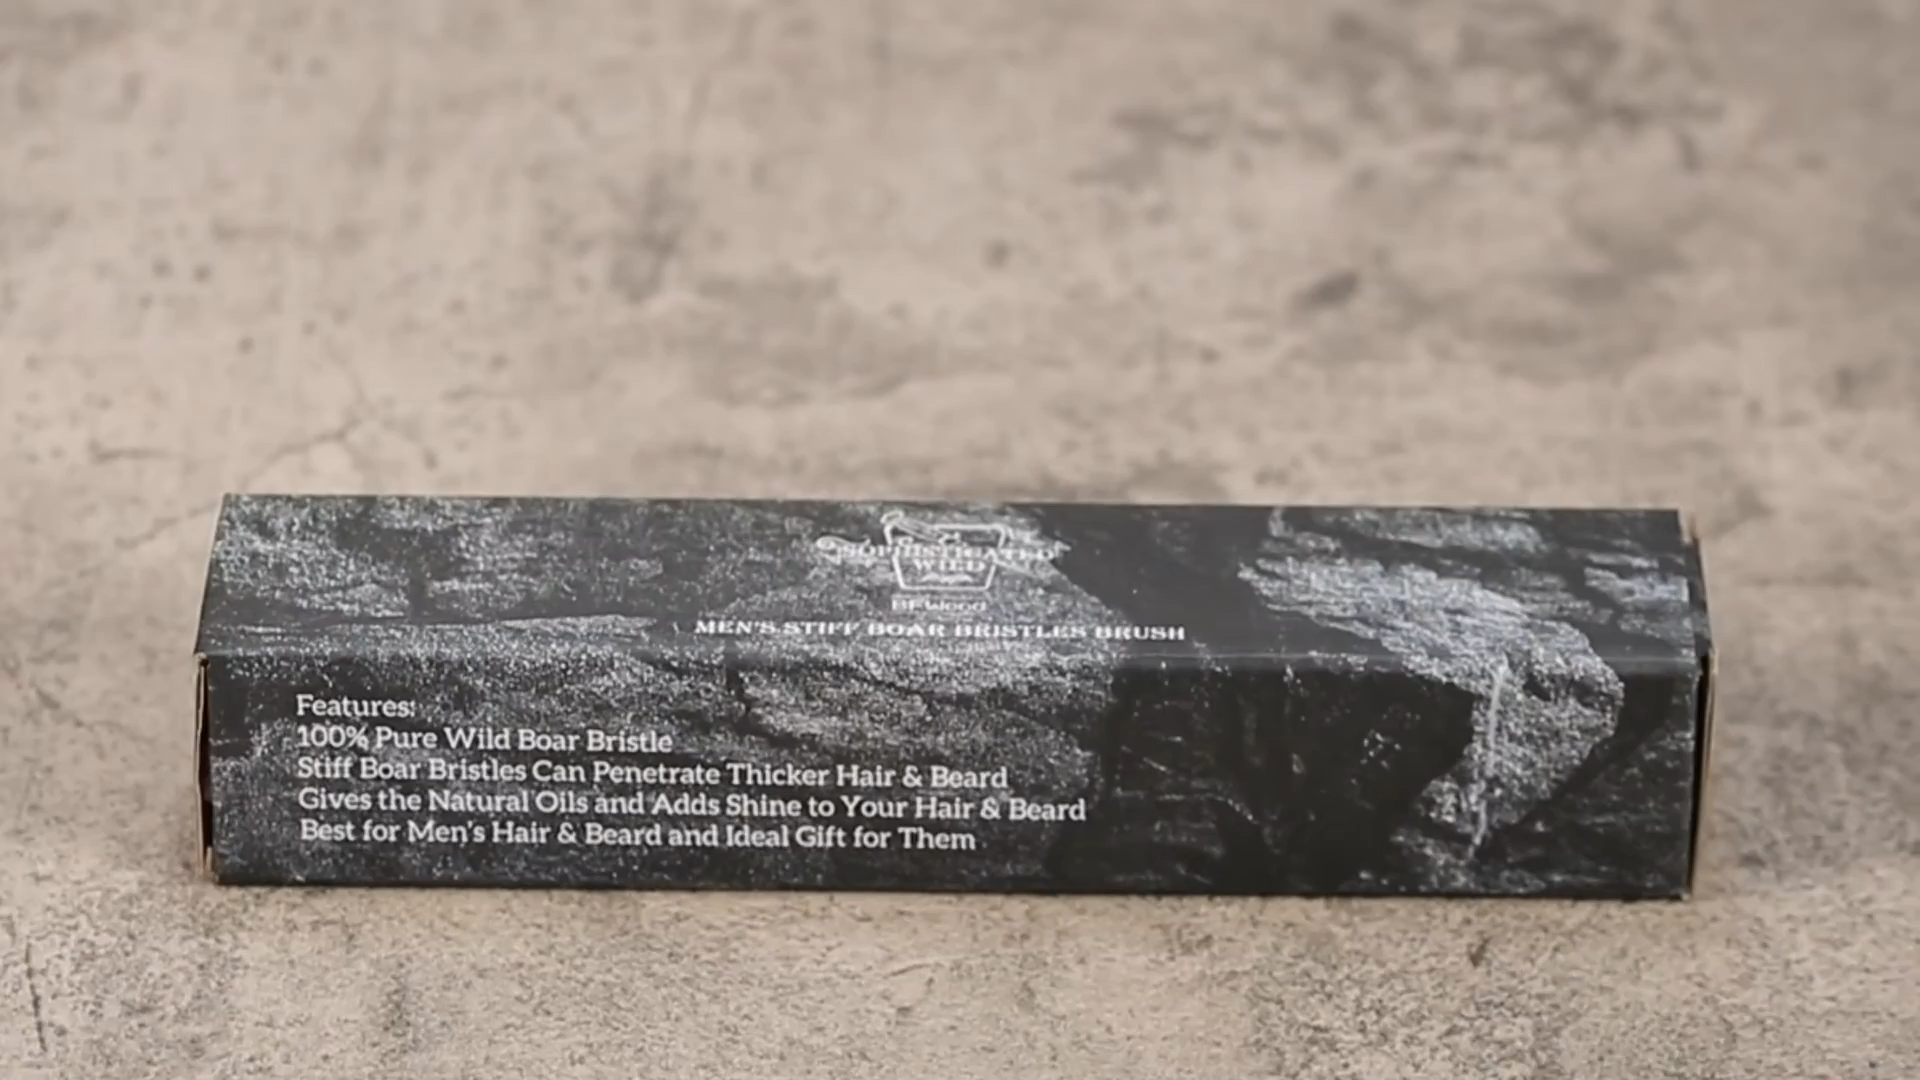 SOPHISTICATED
WILD
BFWood
MEN'S STIFF BOAR BRISTLES BRUSH
Features:
100% Pure Wild Boar Bristle
Stiff Boar Bristles Can Penetrate Thicker Hair & Beard
Gives the Natural Oils and Adds Shine to Your Hair & Beard
Best for Men's Hair & Beard and Ideal Gift for Them